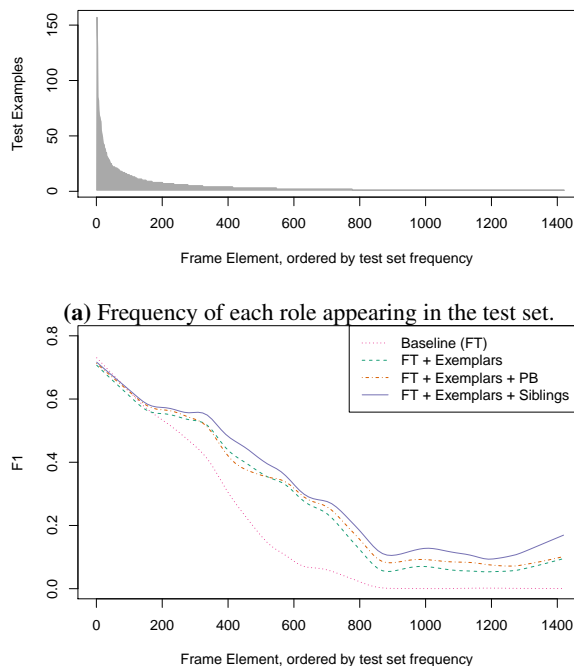 150
100
50
0
Test Examples
0 200 400 600 800 1000 1200 1400
Frame Element, ordered by test set frequency
(a) Frequency of each role appearing in the test set.
0.8
0.6
0.4
0.2
0.0
F1
Baseline (FT)
FT + Exemplars
FT + Exemplars + PB
FT + Exemplars + Siblings
0 200 400 600 800 1000 1200 1400
Frame Element, ordered by test set frequency